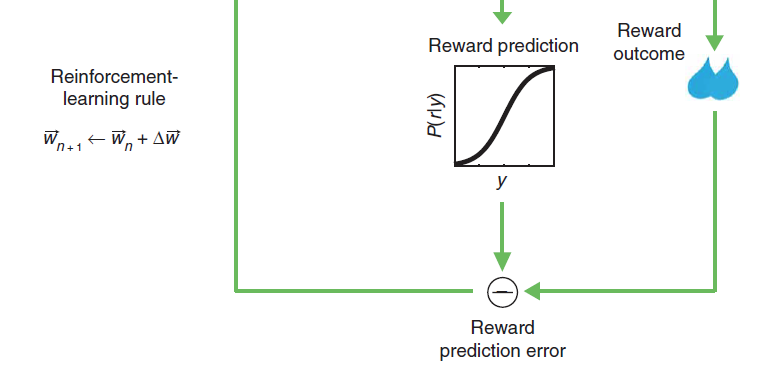 Reward
outcome
Reward prediction
Reinforcement-
learning rule
w⃗ₙ₊₁ ← w⃗ₙ + Δw⃗
P(r|y)
y
−
Reward
prediction error